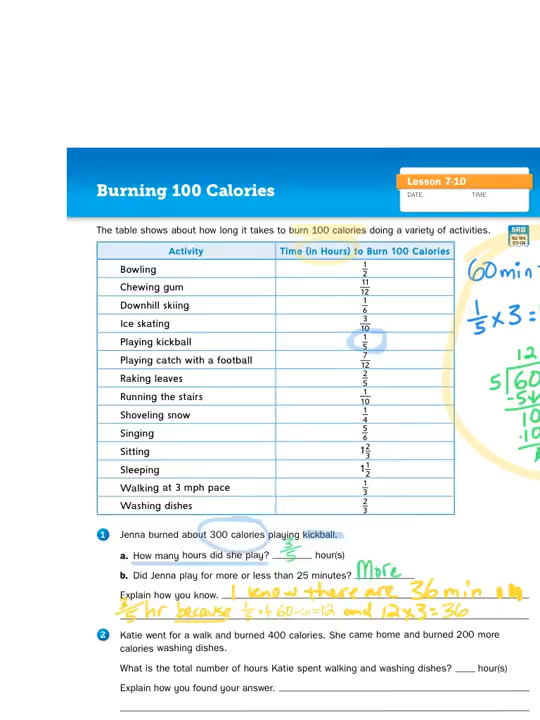 Lesson 7-10
Burning 100 Calories
DATE TIME
The table shows about how long it takes to burn 100 calories doing a variety of activities.
SRB
Activity Time (in Hours) to Burn 100 Calories
Bowling 1/2
Chewing gum 11/12
Downhill skiing 1/6
Ice skating 3/10
Playing kickball 1/5
Playing catch with a football 7/12
Raking leaves 2/5
Running the stairs 1/10
Shoveling snow 1/4
Singing 5/6
Sitting 1 2/3
Sleeping 1 1/2
Walking at 3 mph pace 1/3
Washing dishes 2/3
60 min
1/5 x 3 =
12
5 60
-5
10
10
1 Jenna burned about 300 calories playing kickball.
a. How many hours did she play? 3/5 hour(s)
b. Did Jenna play for more or less than 25 minutes? More
Explain how you know. I know there are 36 min in
3/5 hr because 1/5 of 60 min = 12 and 12 x 3 = 36
2 Katie went for a walk and burned 400 calories. She came home and burned 200 more
calories washing dishes.
What is the total number of hours Katie spent walking and washing dishes? ____ hour(s)
Explain how you found your answer.